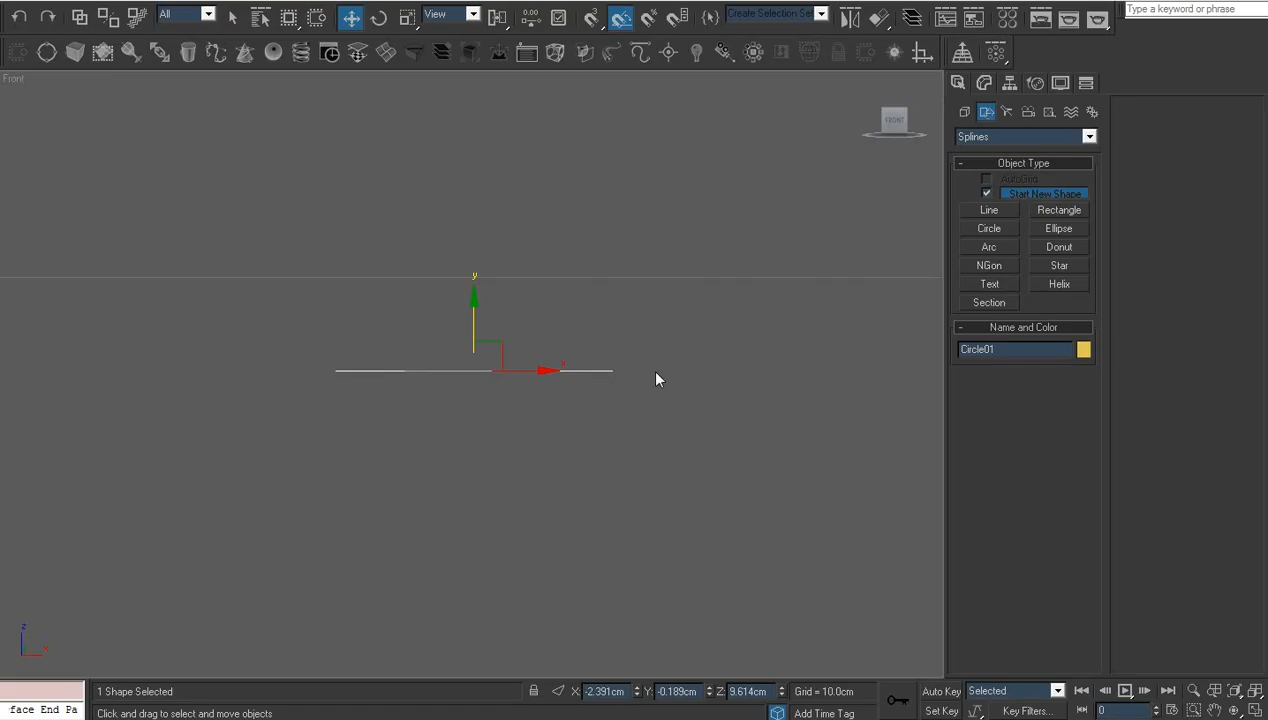 All
View
Create Selection Set
Type a keyword or phrase
Front
FRONT
y
x
z
x
Splines
- Object Type
AutoGrid
Start New Shape
Line Rectangle
Circle Ellipse
Arc Donut
NGon Star
Text Helix
Section
- Name and Color
Circle01
1 Shape Selected
X: -2.391cm Y: -0.189cm Z: 9.614cm Grid = 10.0cm
Auto Key Selected
face End Pa
Click and drag to select and move objects
Add Time Tag
Set Key Key Filters... 0